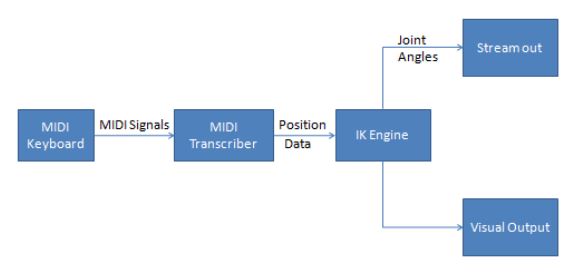 MIDI
Keyboard
MIDI Signals
MIDI
Transcriber
Position
Data
IK Engine
Joint
Angles
Stream out
Visual Output